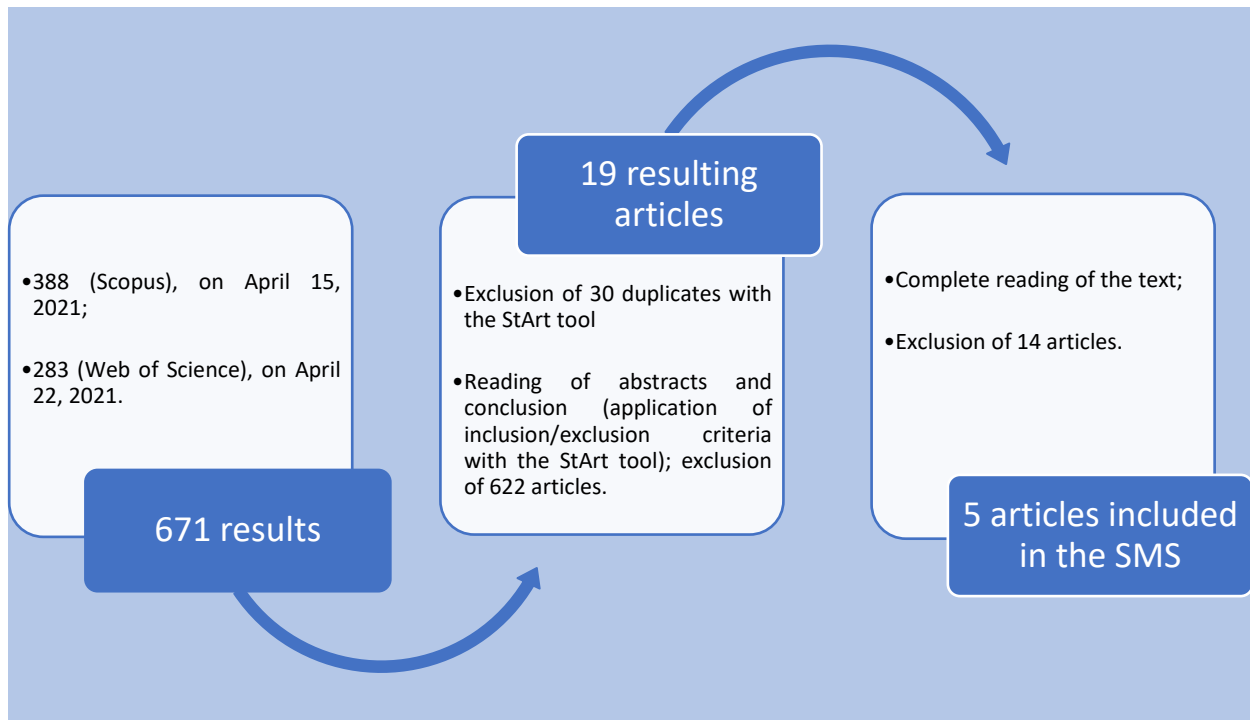 •388 (Scopus), on April 15,
2021;
•283 (Web of Science), on April
22, 2021.
671 results
19 resulting
articles
•Exclusion of 30 duplicates with
the StArt tool
•Reading of abstracts and
conclusion (application of
inclusion/exclusion criteria
with the StArt tool); exclusion
of 622 articles.
•Complete reading of the text;
•Exclusion of 14 articles.
5 articles included
in the SMS